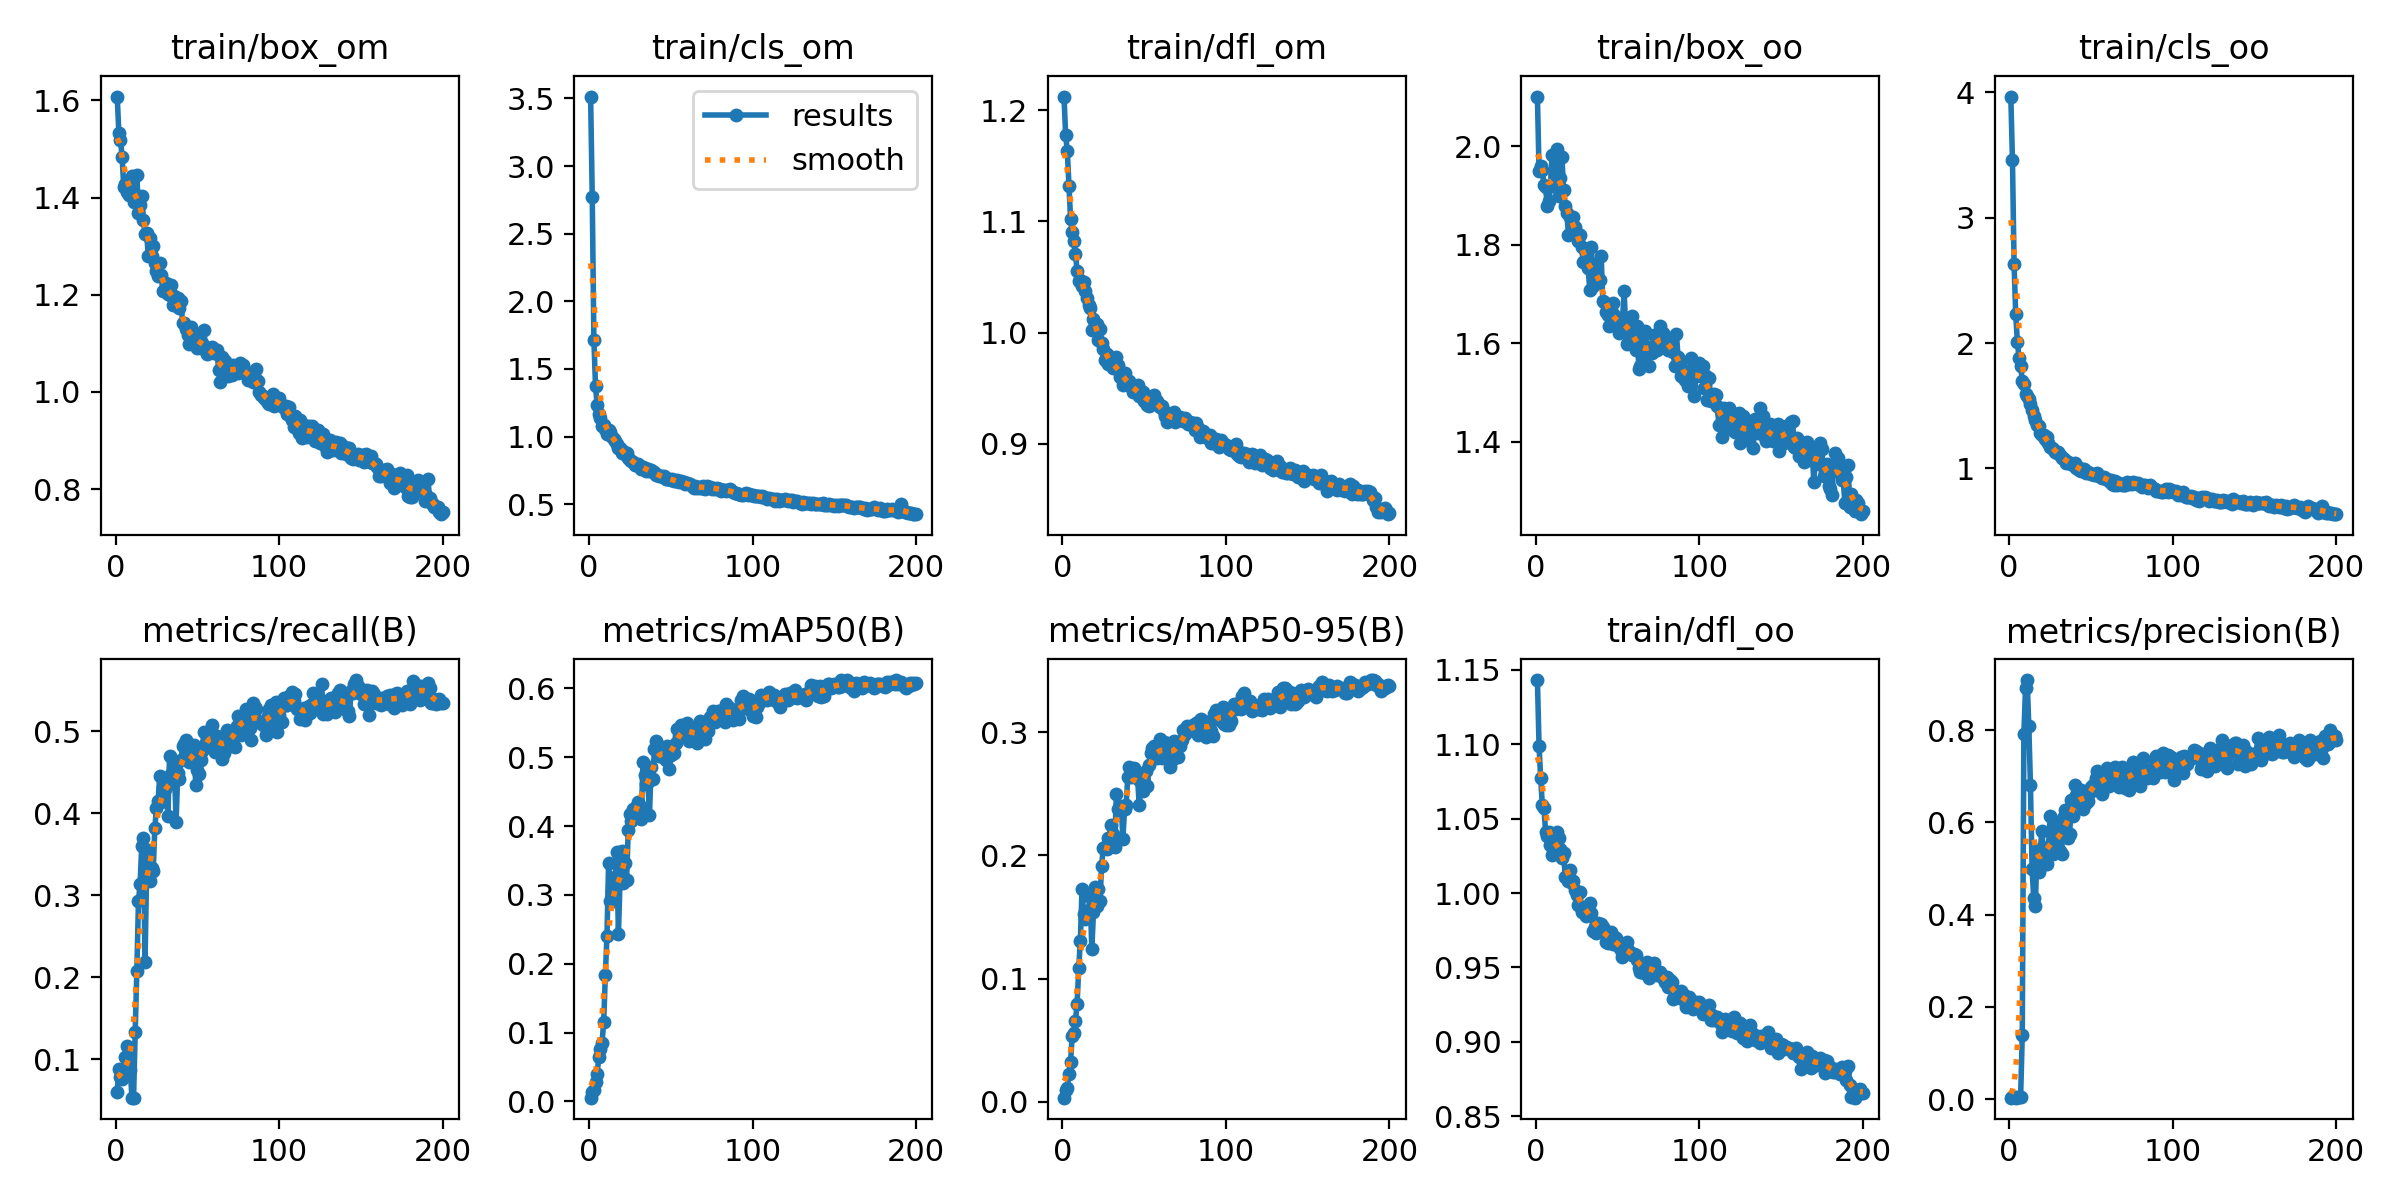 train/box_om
1.6
1.4
1.2
1.0
0.8
0 100 200
train/cls_om
results
smooth
3.5
3.0
2.5
2.0
1.5
1.0
0.5
0 100 200
train/dfl_om
1.2
1.1
1.0
0.9
0 100 200
train/box_oo
2.0
1.8
1.6
1.4
0 100 200
train/cls_oo
4
3
2
1
0 100 200
metrics/recall(B)
0.5
0.4
0.3
0.2
0.1
0 100 200
metrics/mAP50(B)
0.6
0.5
0.4
0.3
0.2
0.1
0.0
0 100 200
metrics/mAP50-95(B)
0.3
0.2
0.1
0.0
0 100 200
train/dfl_oo
1.15
1.10
1.05
1.00
0.95
0.90
0.85
0 100 200
metrics/precision(B)
0.8
0.6
0.4
0.2
0.0
0 100 200